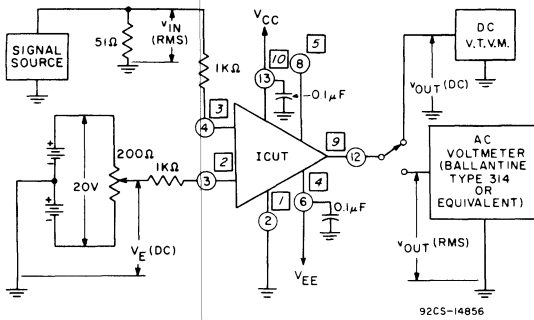 SIGNAL
SOURCE
51Ω
VIN
(RMS)
1KΩ
VCC
10
13
0.1μF
5
8
3
4
2
3
ICUT
9
12
1
2
4
6
0.1μF
VEE
200Ω
1KΩ
20V
+
-
+
-
VE (DC)
DC
V.T.V.M.
VOUT (DC)
AC
VOLTMETER
(BALLANTINE
TYPE 314
OR
EQUIVALENT)
VOUT (RMS)
92CS-14856